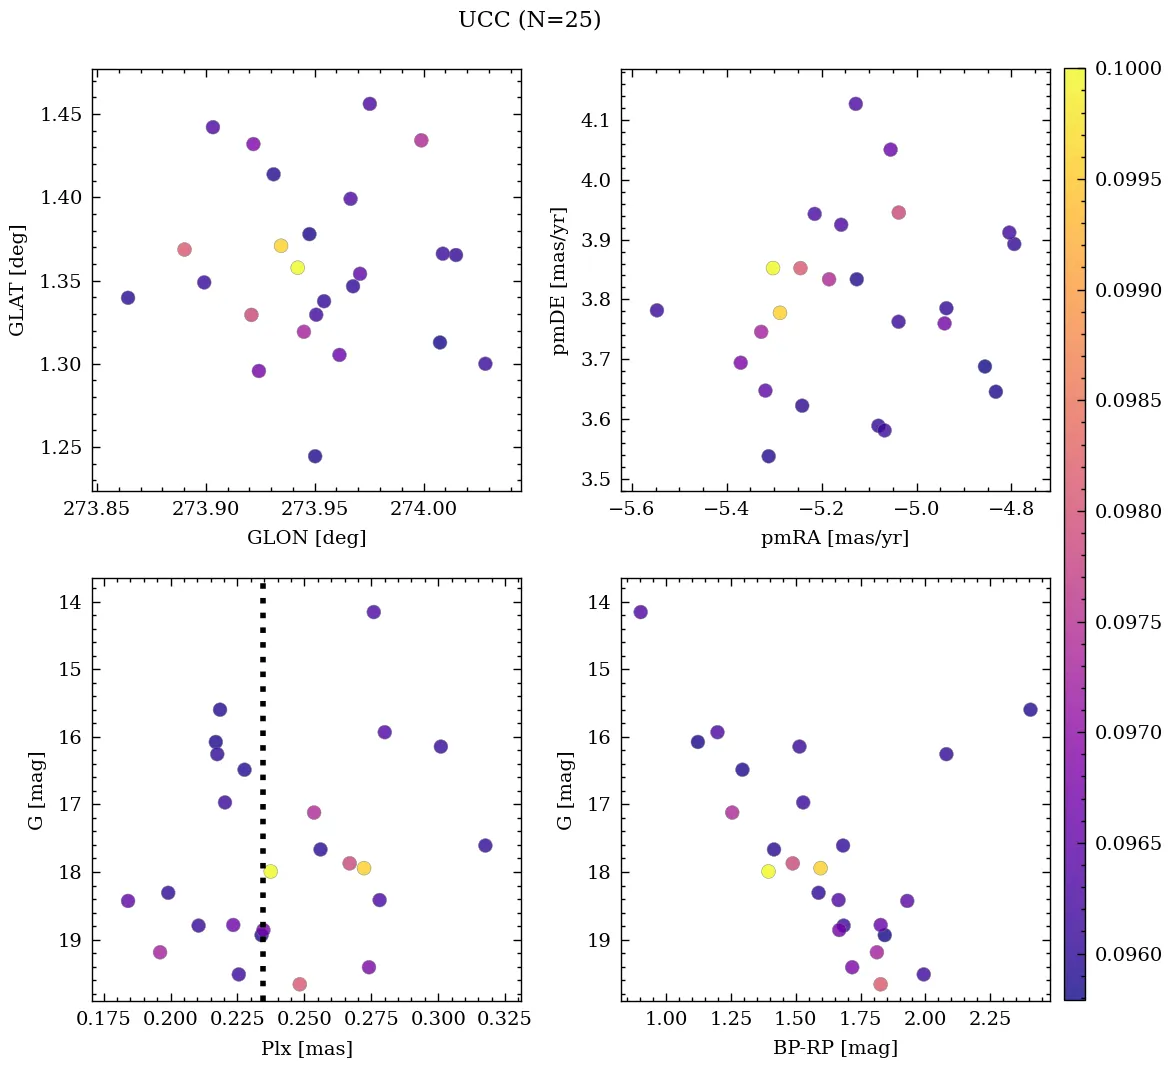 UCC (N=25)
1.45
1.40
1.35
1.30
1.25
GLAT [deg]
273.85 273.90 273.95 274.00
GLON [deg]
4.1
4.0
3.9
3.8
3.7
3.6
3.5
pmDE [mas/yr]
−5.6 −5.4 −5.2 −5.0 −4.8
pmRA [mas/yr]
14
15
16
17
18
19
G [mag]
0.175 0.200 0.225 0.250 0.275 0.300 0.325
Plx [mas]
14
15
16
17
18
19
G [mag]
1.00 1.25 1.50 1.75 2.00 2.25
BP-RP [mag]
0.1000
0.0995
0.0990
0.0985
0.0980
0.0975
0.0970
0.0965
0.0960